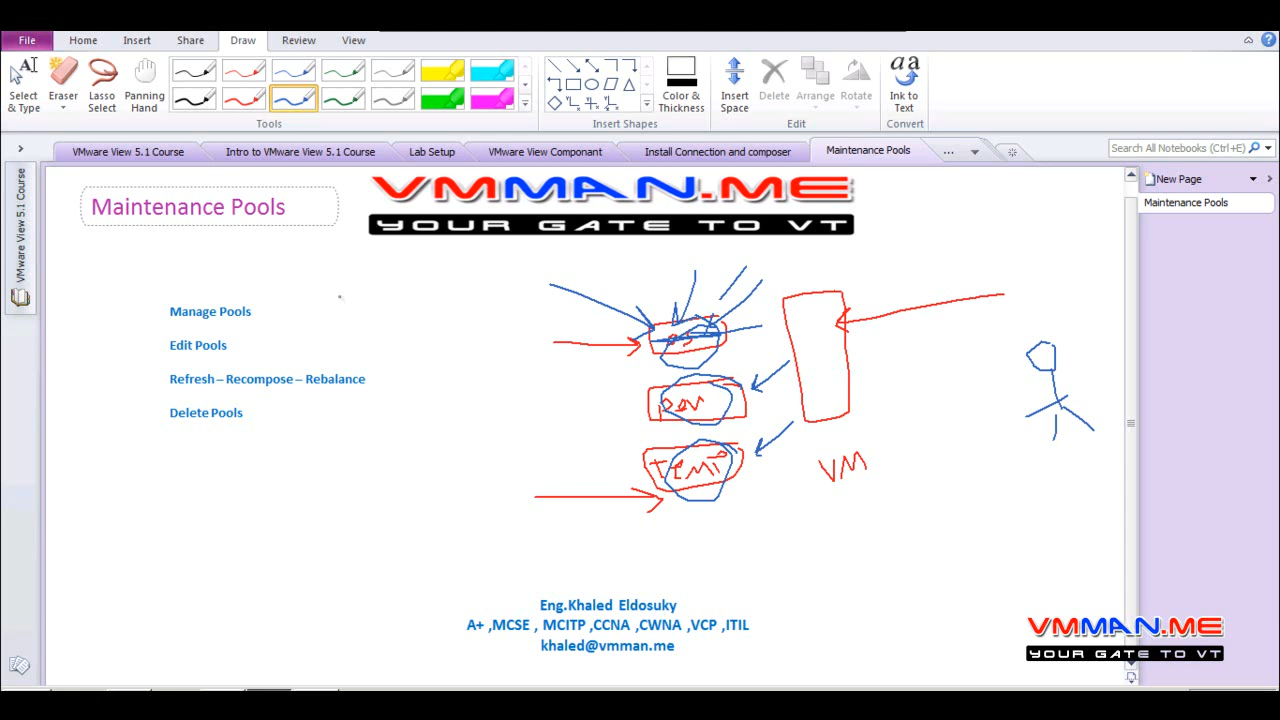 File Home Insert Share Draw Review View
Select & Type
Eraser
Lasso Select
Panning Hand
Color & Thickness
Insert Space
Delete
Arrange
Rotate
Ink to Text
Tools
Insert Shapes
Edit
Convert
VMware View 5.1 Course
Intro to VMware View 5.1 Course
Lab Setup
VMware View Componant
Install Connection and composer
Maintenance Pools
...
Search All Notebooks (Ctrl+E)
VMware View 5.1 Course
New Page
Maintenance Pools
Maintenance Pools
VMMAN.ME
YOUR GATE TO VT
Manage Pools
Edit Pools
Refresh – Recompose – Rebalance
Delete Pools
OS
VM
Eng.Khaled Eldosuky
A+ ,MCSE , MCITP ,CCNA ,CWNA ,VCP ,ITIL
khaled@vmman.me
VMMAN.ME
YOUR GATE TO VT